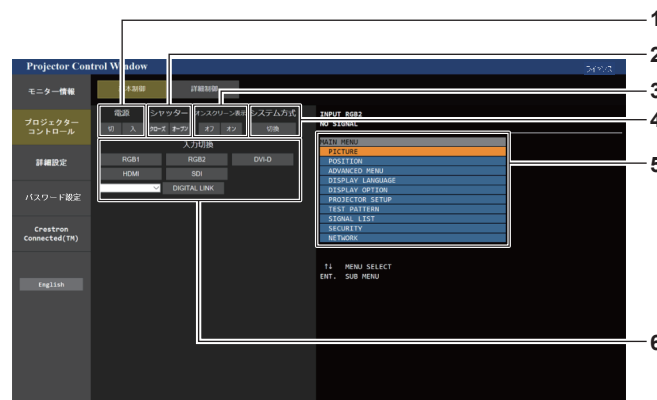 1
2
3
4
5
6
Projector Control Window
ライセンス
モニター情報
基本制御 詳細制御
プロジェクター
コントロール
詳細設定
パスワード設定
Crestron
Connected(TM)
English
電源 シャッター オンスクリーン表示 システム方式
切 入 クローズ オープン オフ オン 切換
入力切換
RGB1 RGB2 DVI-D
HDMI SDI
DIGITAL LINK
INPUT RGB2
NO SIGNAL
MAIN MENU
PICTURE
POSITION
ADVANCED MENU
DISPLAY LANGUAGE
DISPLAY OPTION
PROJECTOR SETUP
TEST PATTERN
SIGNAL LIST
SECURITY
NETWORK
↑↓ MENU SELECT
ENT. SUB MENU